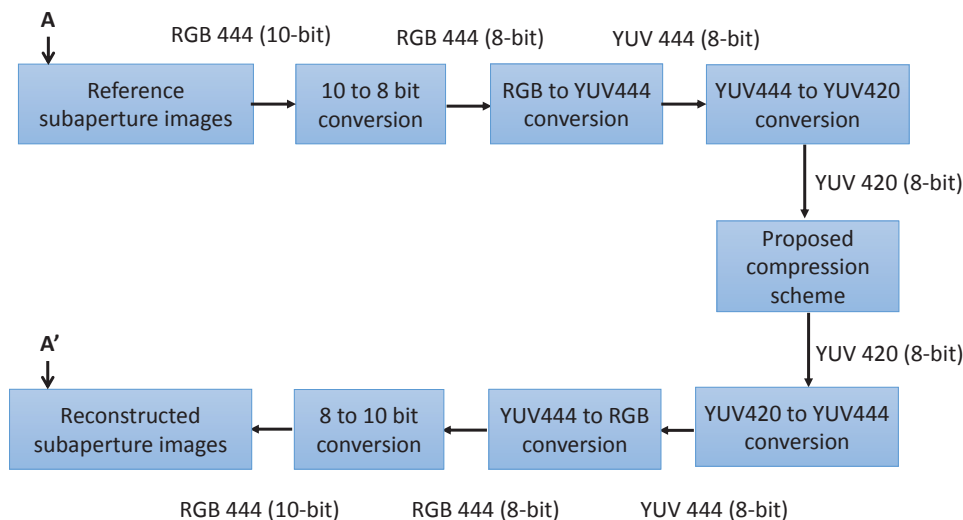 A
RGB 444 (10-bit)
RGB 444 (8-bit)
YUV 444 (8-bit)
Reference
subaperture images
10 to 8 bit
conversion
RGB to YUV444
conversion
YUV444 to YUV420
conversion
YUV 420 (8-bit)
Proposed
compression
scheme
YUV 420 (8-bit)
A’
Reconstructed
subaperture images
8 to 10 bit
conversion
YUV444 to RGB
conversion
YUV420 to YUV444
conversion
RGB 444 (10-bit)
RGB 444 (8-bit)
YUV 444 (8-bit)